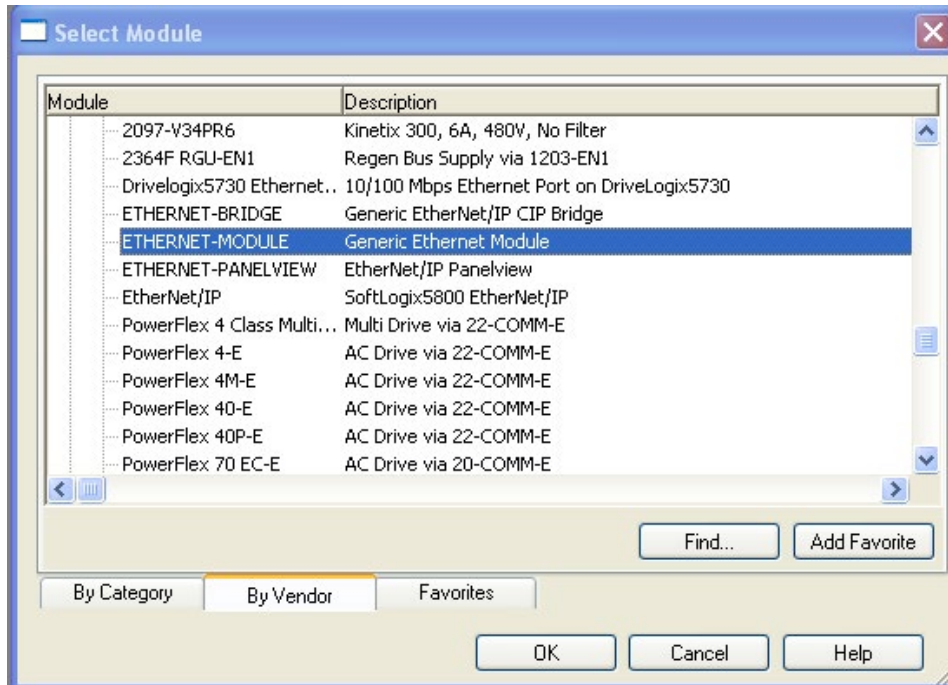 Select Module
Module Description
2097-V34PR6 Kinetix 300, 6A, 480V, No Filter
2364F RGU-EN1 Regen Bus Supply via 1203-EN1
Drivelogix5730 Ethernet.. 10/100 Mbps Ethernet Port on DriveLogix5730
ETHERNET-BRIDGE Generic EtherNet/IP CIP Bridge
ETHERNET-MODULE Generic Ethernet Module
ETHERNET-PANELVIEW EtherNet/IP Panelview
EtherNet/IP SoftLogix5800 EtherNet/IP
PowerFlex 4 Class Multi... Multi Drive via 22-COMM-E
PowerFlex 4-E AC Drive via 22-COMM-E
PowerFlex 4M-E AC Drive via 22-COMM-E
PowerFlex 40-E AC Drive via 22-COMM-E
PowerFlex 40P-E AC Drive via 22-COMM-E
PowerFlex 70 EC-E AC Drive via 20-COMM-E
Find... Add Favorite
By Category By Vendor Favorites
OK Cancel Help